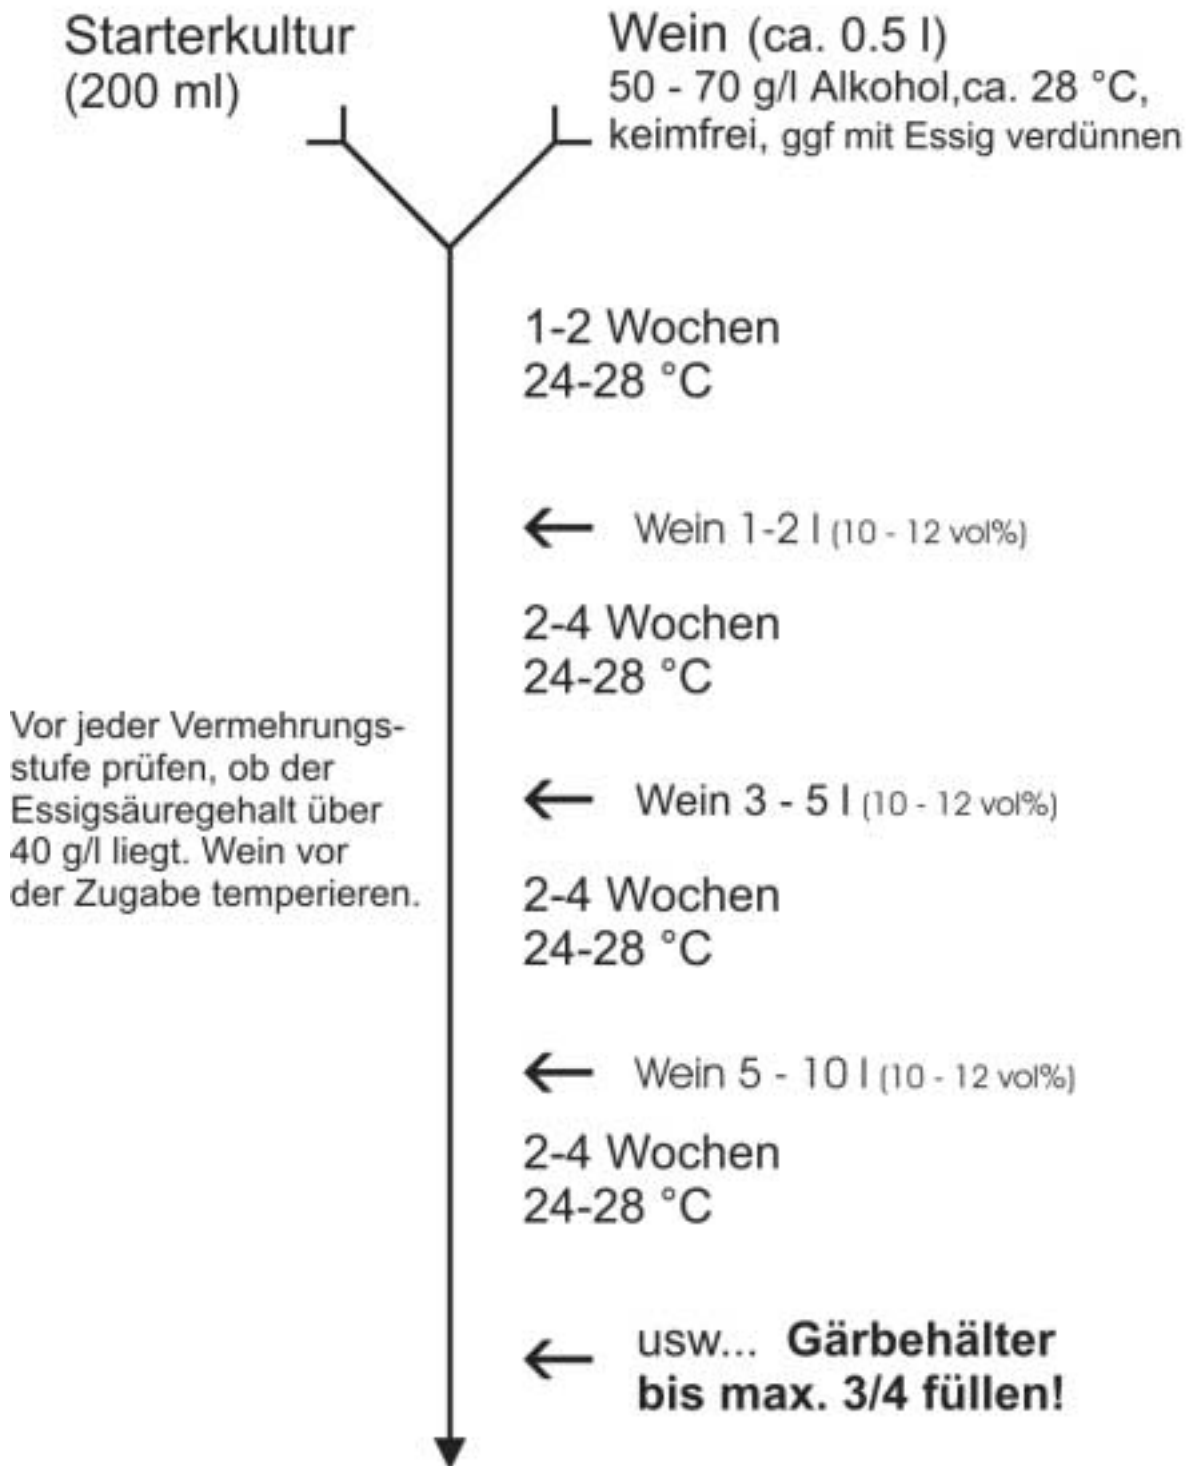 Starterkultur
(200 ml)
Wein (ca. 0.5 l)
50 - 70 g/l Alkohol,ca. 28 °C,
keimfrei, ggf mit Essig verdünnen
1-2 Wochen
24-28 °C
Wein 1-2 l (10 - 12 vol%)
2-4 Wochen
24-28 °C
Vor jeder Vermehrungs-
stufe prüfen, ob der
Essigsäuregehalt über
40 g/l liegt. Wein vor
der Zugabe temperieren.
Wein 3 - 5 l (10 - 12 vol%)
2-4 Wochen
24-28 °C
Wein 5 - 10 l (10 - 12 vol%)
2-4 Wochen
24-28 °C
usw... Gärbehälter
bis max. 3/4 füllen!